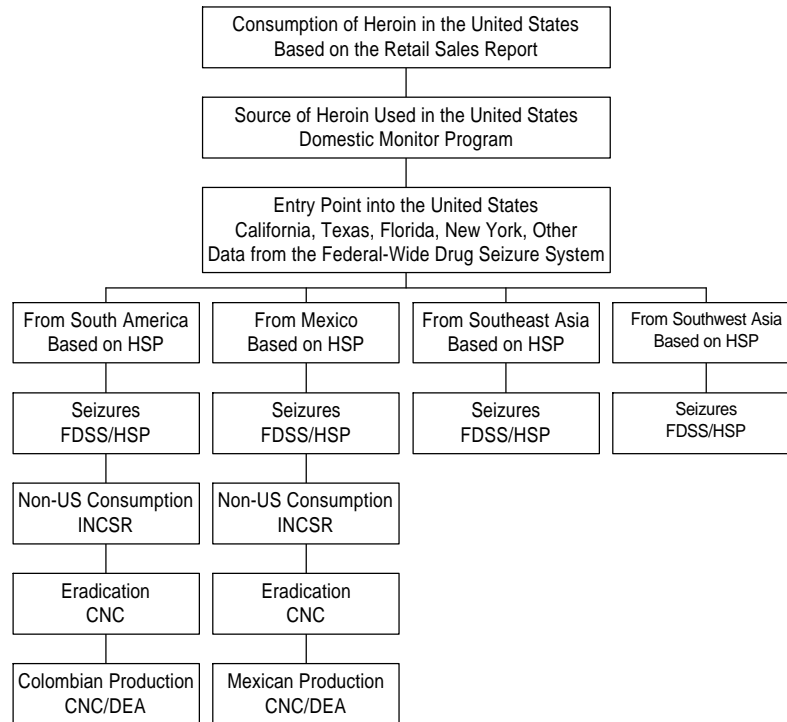 Consumption of Heroin in the United States
Based on the Retail Sales Report
Source of Heroin Used in the United States
Domestic Monitor Program
Entry Point into the United States
California, Texas, Florida, New York, Other
Data from the Federal-Wide Drug Seizure System
From South America
Based on HSP
From Mexico
Based on HSP
From Southeast Asia
Based on HSP
From Southwest Asia
Based on HSP
Seizures
FDSS/HSP
Seizures
FDSS/HSP
Seizures
FDSS/HSP
Seizures
FDSS/HSP
Non-US Consumption
INCSR
Non-US Consumption
INCSR
Eradication
CNC
Eradication
CNC
Colombian Production
CNC/DEA
Mexican Production
CNC/DEA